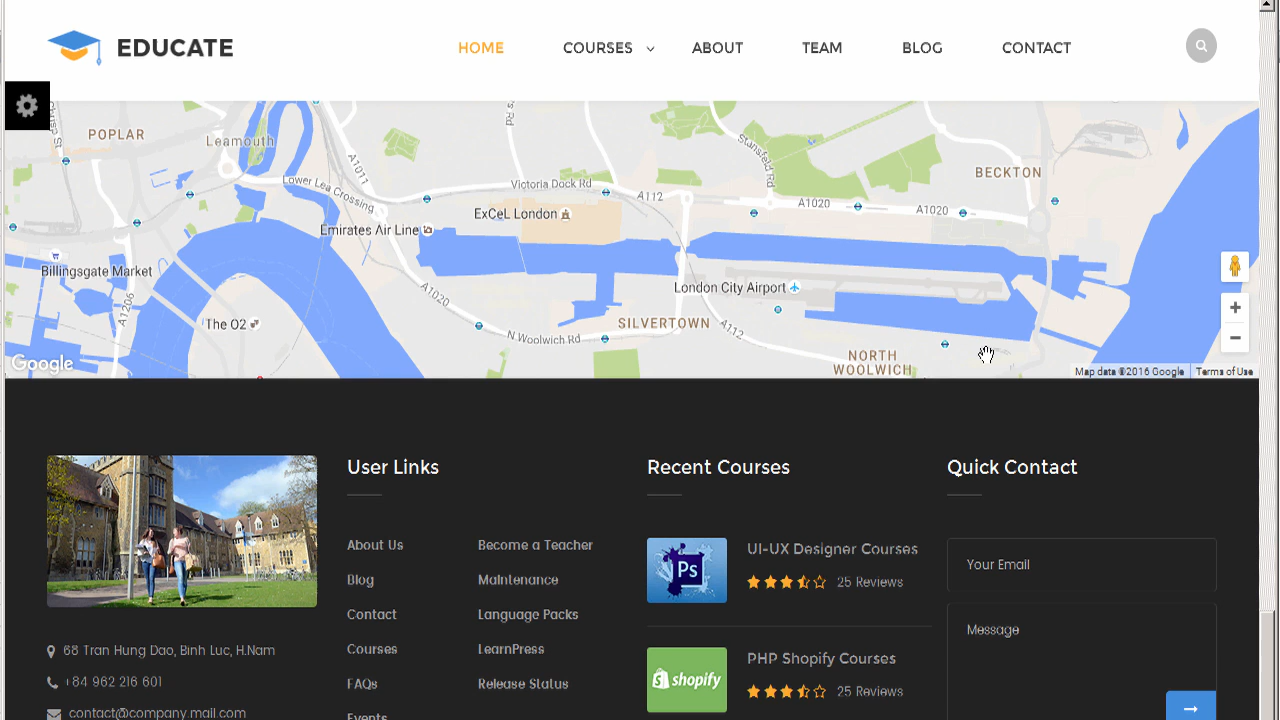 EDUCATE
HOME COURSES ABOUT TEAM BLOG CONTACT
POPLAR
Leamouth
A1011
Rd
Stansfeld Rd
BECKTON
Lower Lea Crossing
Victoria Dock Rd
A112
A1020
A1020
ExCeL London
Emirates Air Line
Billingsgate Market
A1206
A1020
London City Airport
The O2
N Woolwich Rd
SILVERTOWN
A112
NORTH
WOOLWICH
Google
Map data ©2016 Google
Terms of Use
User Links
About Us
Blog
Contact
Courses
FAQs
Events
Become a Teacher
Maintenance
Language Packs
LearnPress
Release Status
Recent Courses
Ps
UI-UX Designer Courses
25 Reviews
shopify
PHP Shopify Courses
25 Reviews
Quick Contact
Your Email
Message
68 Tran Hung Dao, Binh Luc, H.Nam
+84 962 216 601
contact@company.mail.com